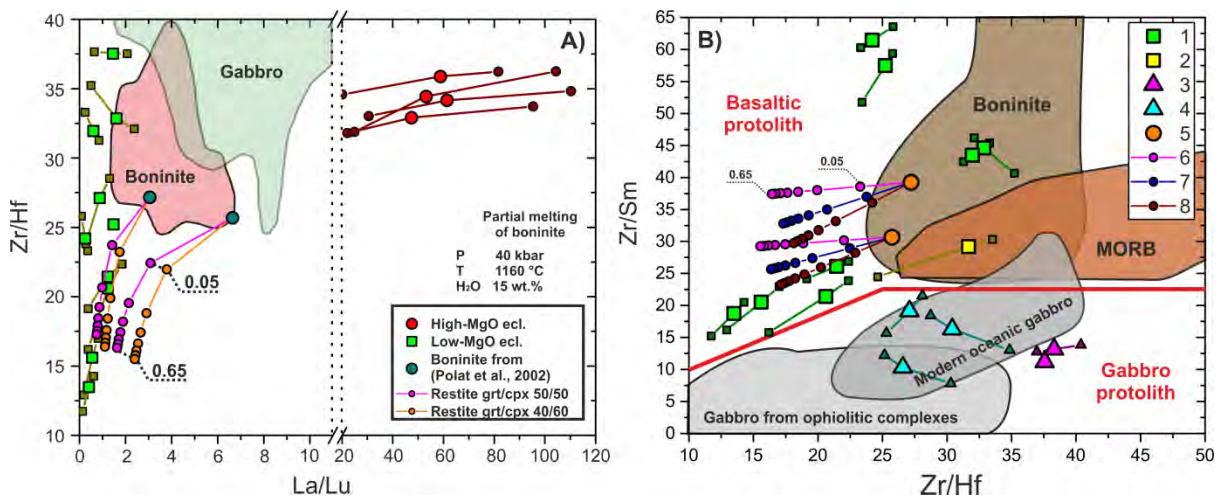 A)
Zr/Hf
40
35
30
25
20
15
10
Gabbro
Boninite
0.05
0.65
Partial melting
of boninite
P 40 kbar
T 1160 °C
H₂O 15 wt.%
High-MgO ecl.
Low-MgO ecl.
Boninite from
(Polat et al., 2002)
Restite grt/cpx 50/50
Restite grt/cpx 40/60
0 2 4 6 8 10 20 40 60 80 100 120
La/Lu
B)
Zr/Sm
65
60
55
50
45
40
35
30
25
20
15
10
5
0
Basaltic
protolith
Boninite
0.65
0.05
MORB
Modern oceanic gabbro
Gabbro from ophiolitic complexes
Gabbro
protolith
1
2
3
4
5
6
7
8
10 15 20 25 30 35 40 45 50
Zr/Hf